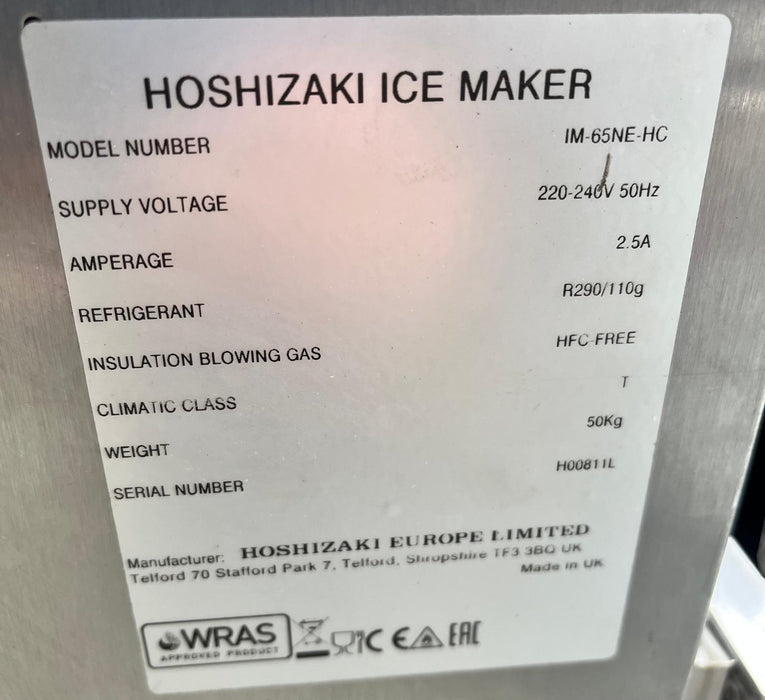 HOSHIZAKI ICE MAKER
MODEL NUMBER IM-65NE-HC
SUPPLY VOLTAGE 220-240V 50Hz
AMPERAGE 2.5A
REFRIGERANT R290/110g
INSULATION BLOWING GAS HFC-FREE
CLIMATIC CLASS T
WEIGHT 50Kg
SERIAL NUMBER H00811L
Manufacturer: HOSHIZAKI EUROPE LIMITED
Telford 70 Stafford Park 7, Telford, Shropshire TF3 3BQ UK
Made in UK
WRAS CE EAC
APPROVED PRODUCT